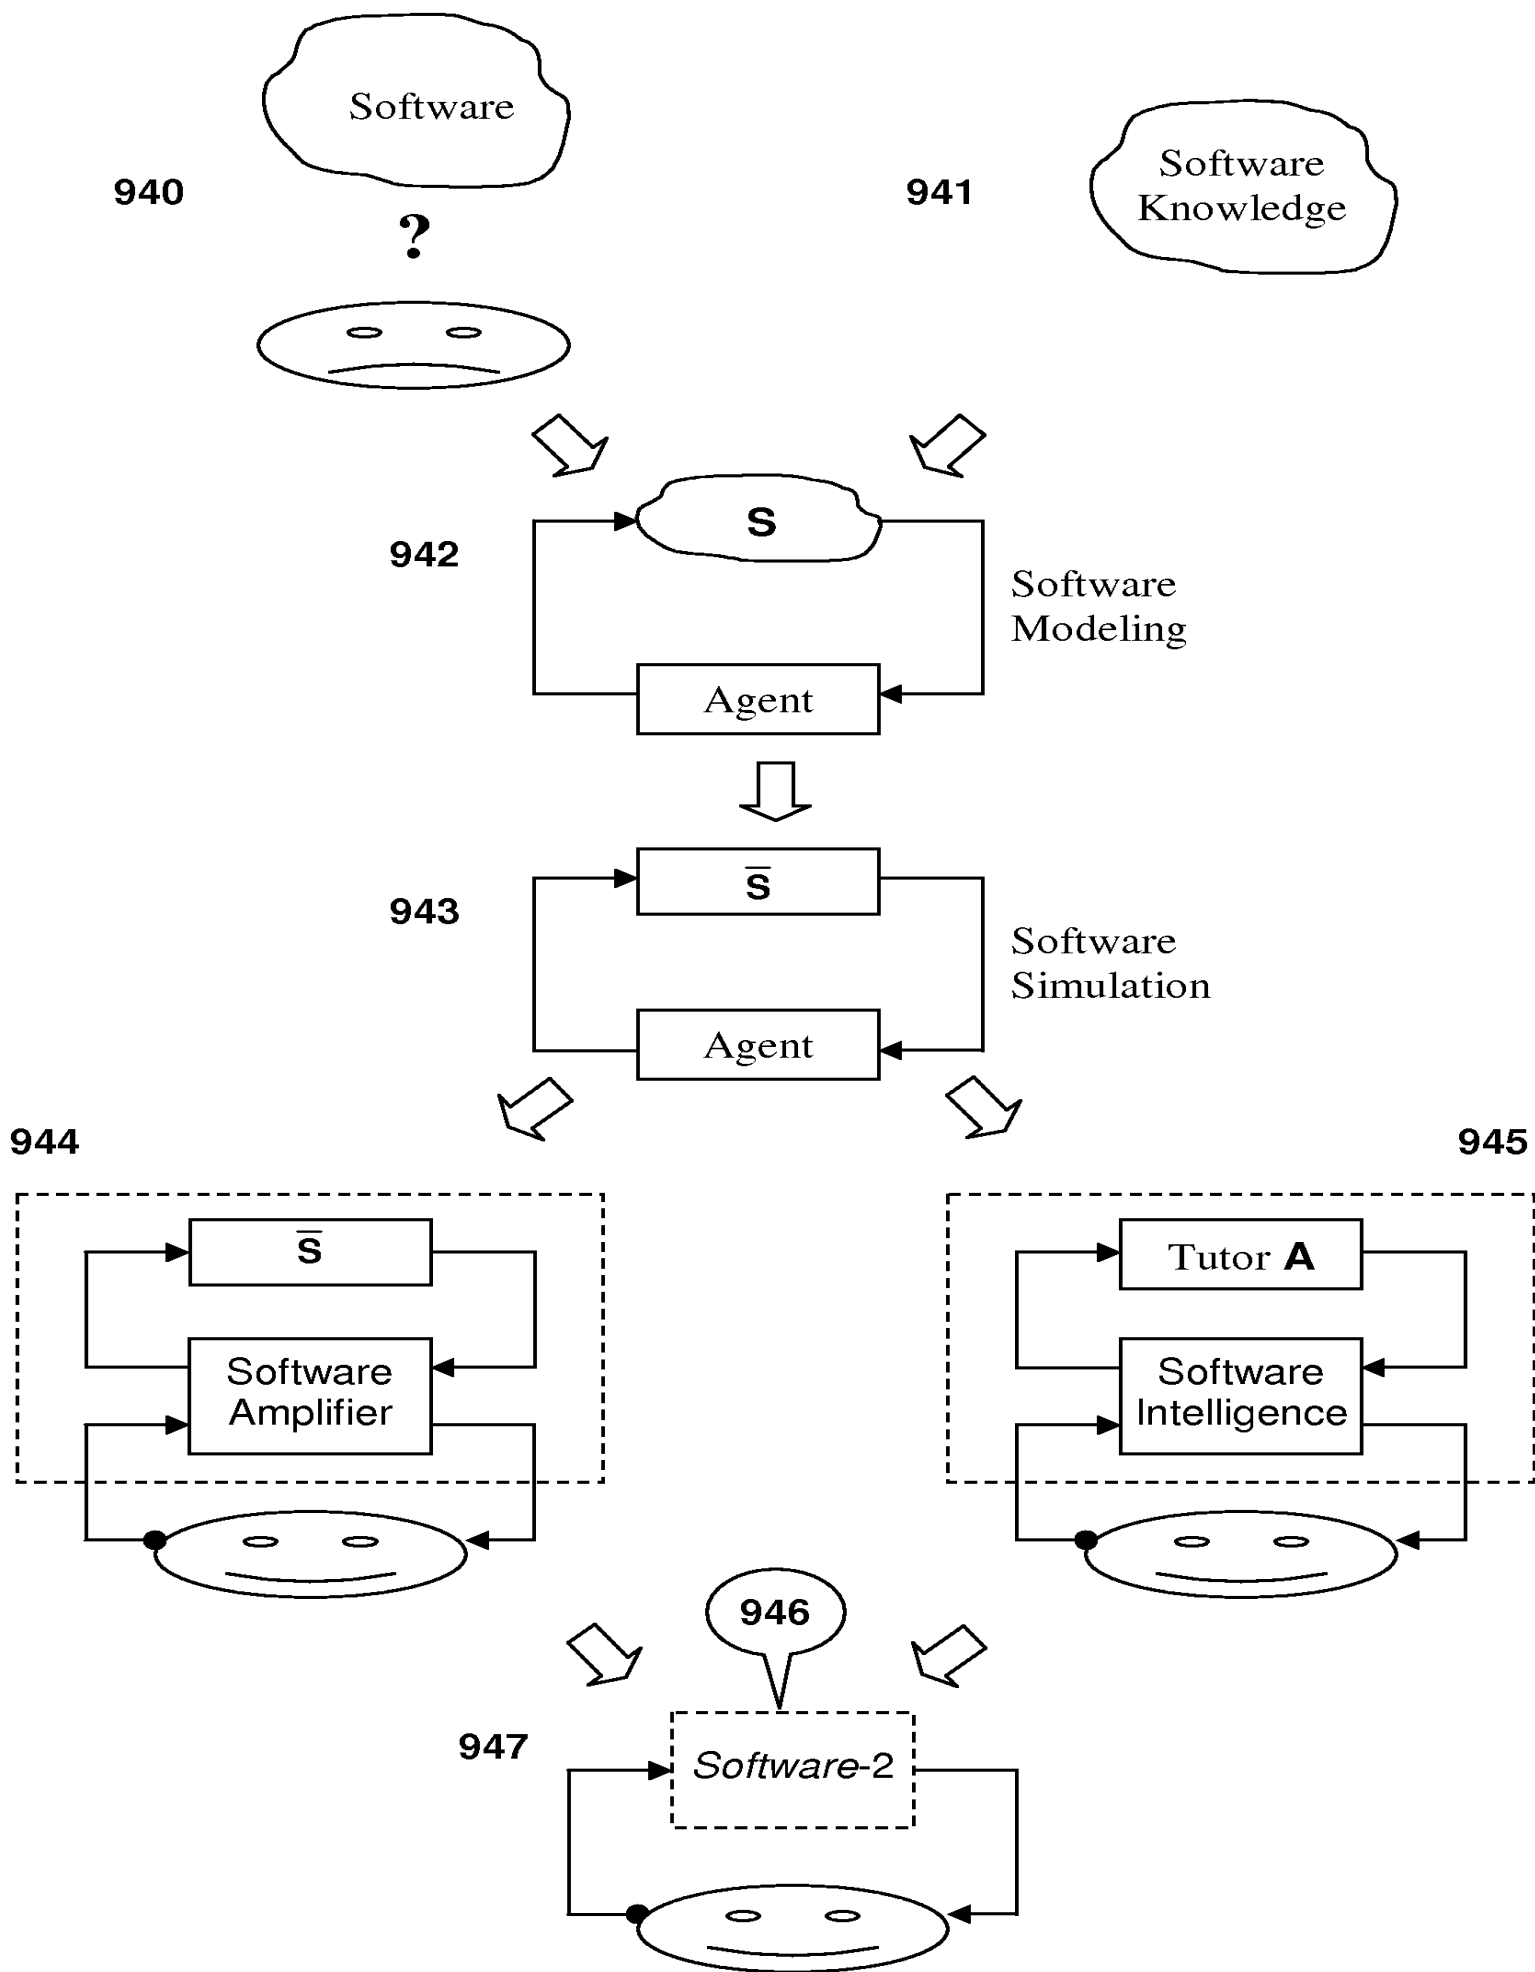 Software
940
?
941
Software
Knowledge
S
942
Software
Modeling
Agent
S̅
943
Software
Simulation
Agent
944
945
S̅
Software
Amplifier
Tutor A
Software
Intelligence
946
947
Software-2